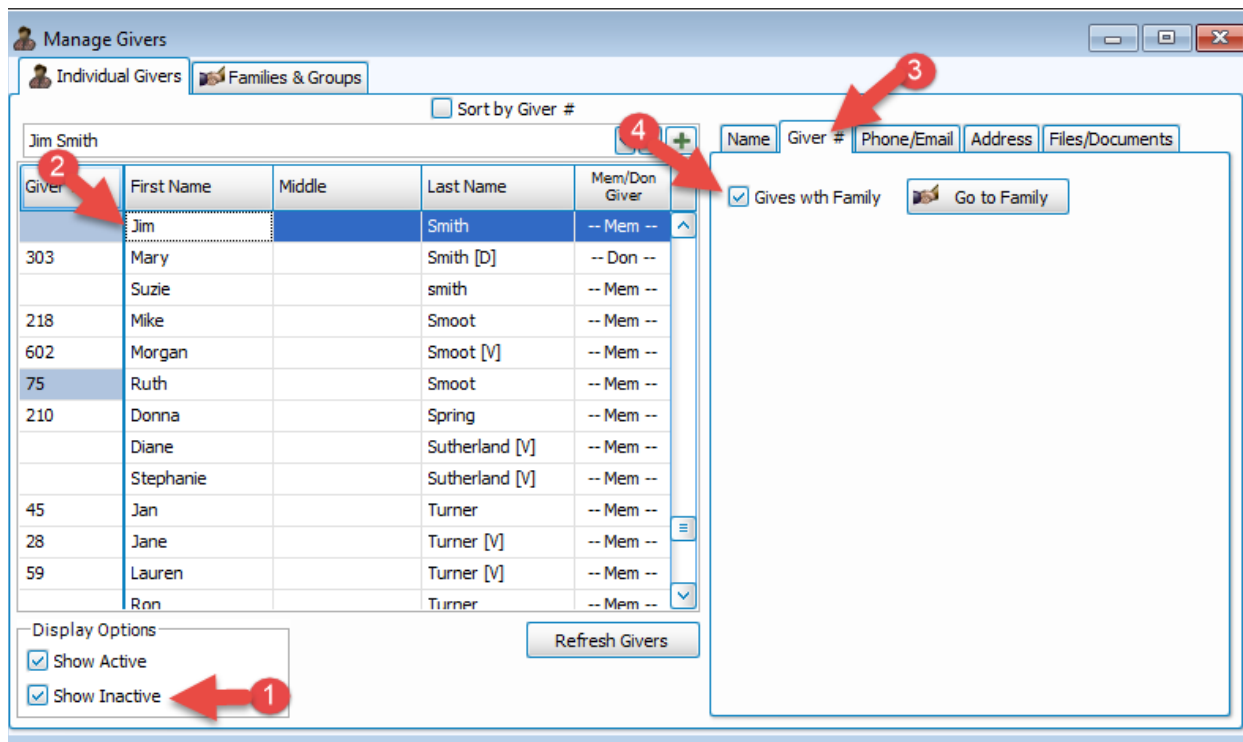 Manage Givers
Individual Givers Families & Groups
Sort by Giver #
Jim Smith
Name Giver # Phone/Email Address Files/Documents
Gives wth Family Go to Family
Giver First Name Middle Last Name Mem/Don Giver
Jim Smith -- Mem --
303 Mary Smith [D] -- Don --
Suzie smith -- Mem --
218 Mike Smoot -- Mem --
602 Morgan Smoot [V] -- Mem --
75 Ruth Smoot -- Mem --
210 Donna Spring -- Mem --
Diane Sutherland [V] -- Mem --
Stephanie Sutherland [V] -- Mem --
45 Jan Turner -- Mem --
28 Jane Turner [V] -- Mem --
59 Lauren Turner [V] -- Mem --
Ron Turner -- Mem --
Display Options
Refresh Givers
Show Active
Show Inactive
1
2
3
4